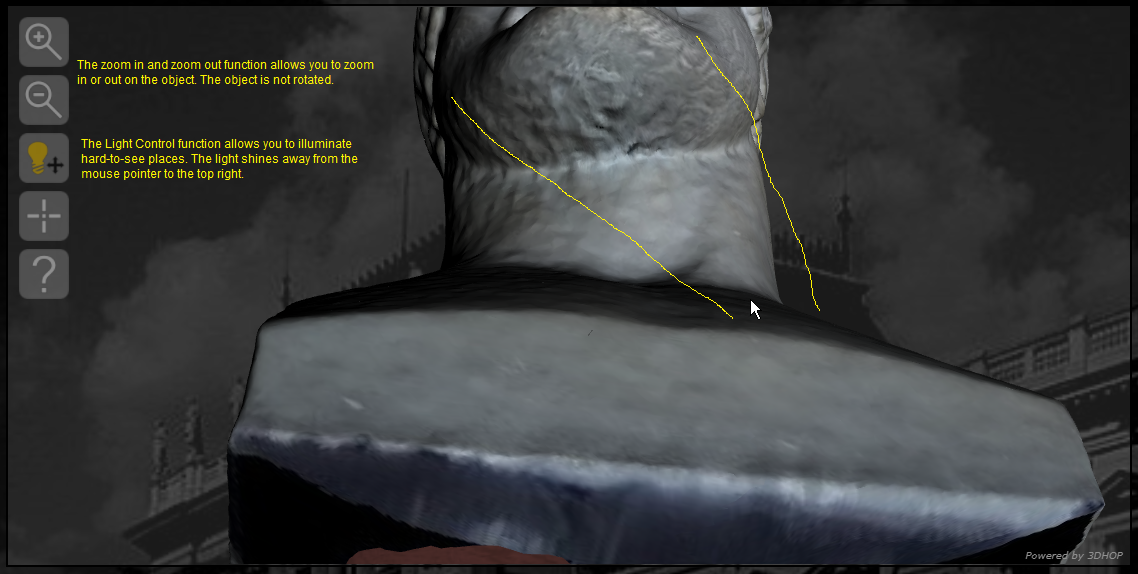 The zoom in and zoom out function allows you to zoom
in or out on the object. The object is not rotated.
The Light Control function allows you to illuminate
hard-to-see places. The light shines away from the
mouse pointer to the top right.
?
Powered by 3DHOP